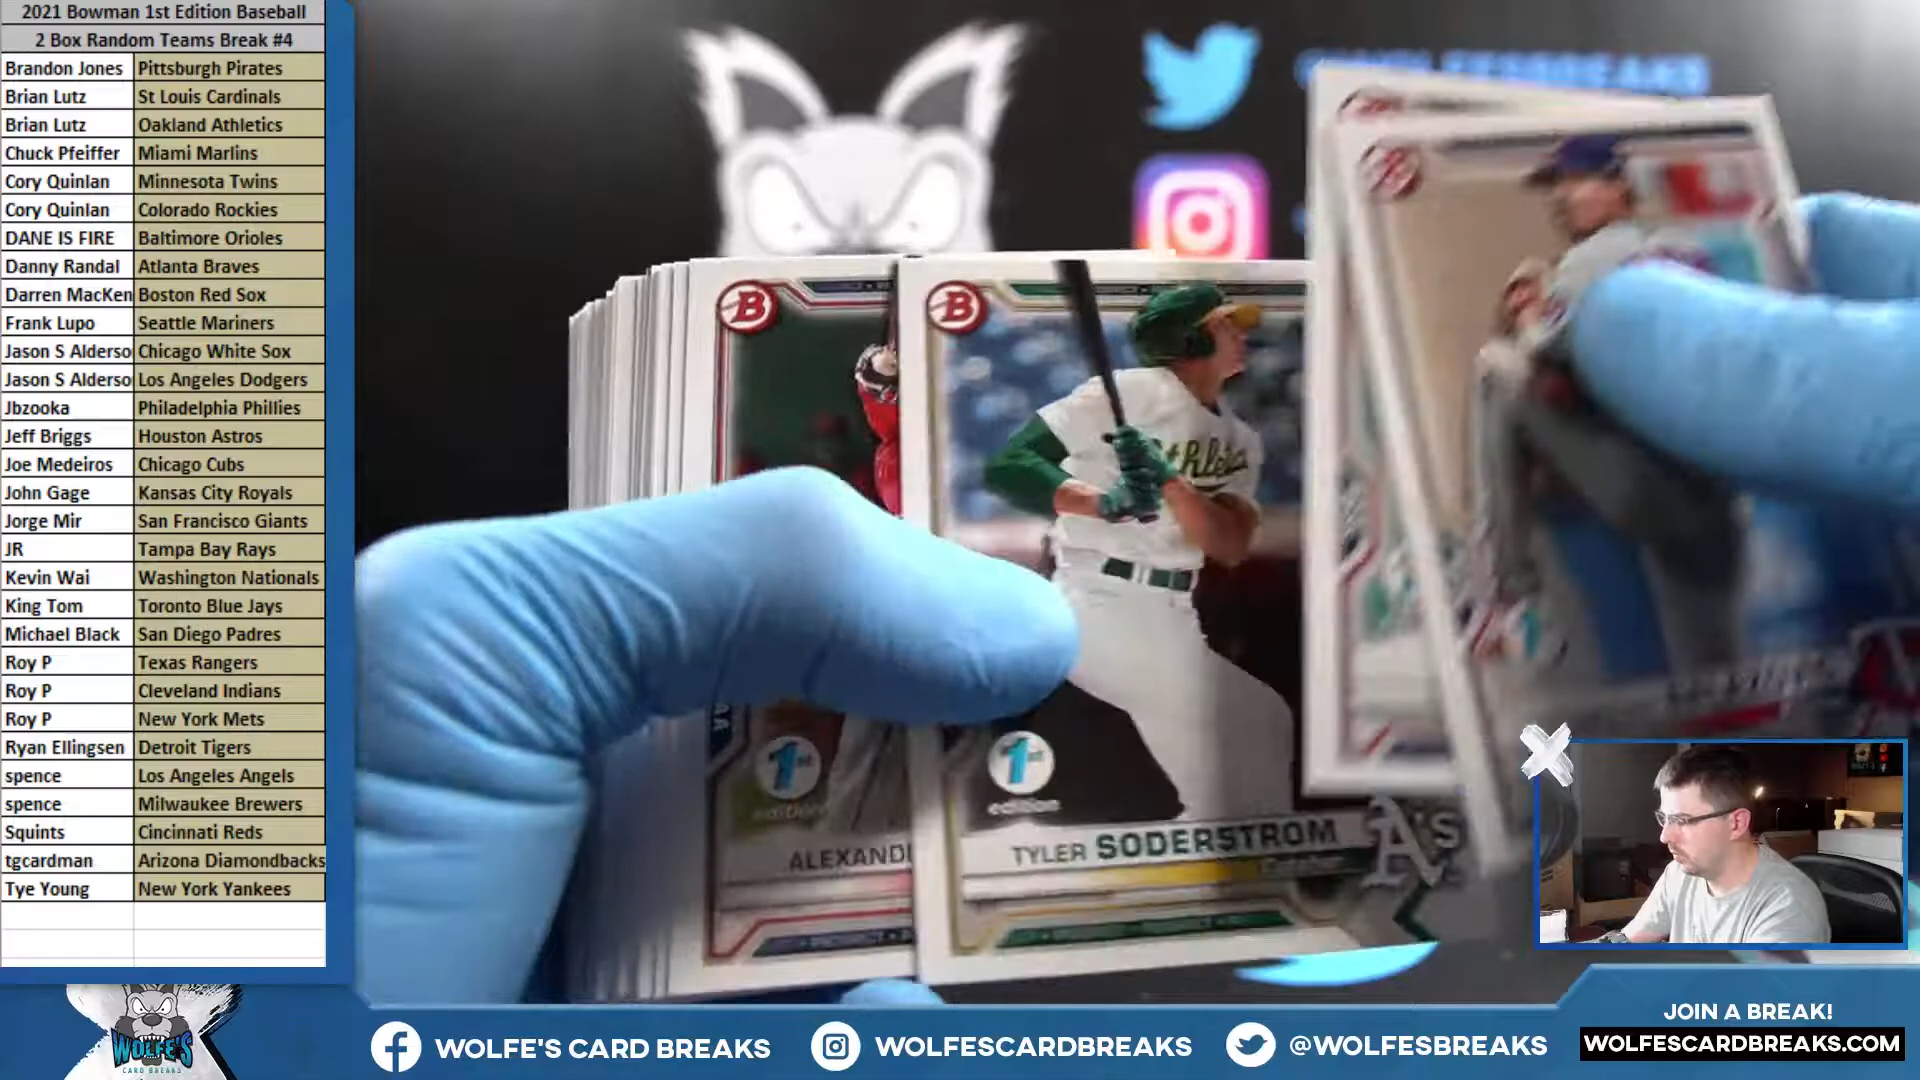 2021 Bowman 1st Edition Baseball
2 Box Random Teams Break #4
Brandon Jones Pittsburgh Pirates
Brian Lutz St Louis Cardinals
Brian Lutz Oakland Athletics
Chuck Pfeiffer Miami Marlins
Cory Quinlan Minnesota Twins
Cory Quinlan Colorado Rockies
DANE IS FIRE Baltimore Orioles
Danny Randal Atlanta Braves
Darren MacKen Boston Red Sox
Frank Lupo Seattle Mariners
Jason S Alderso Chicago White Sox
Jason S Alderso Los Angeles Dodgers
Jbzooka Philadelphia Phillies
Jeff Briggs Houston Astros
Joe Medeiros Chicago Cubs
John Gage Kansas City Royals
Jorge Mir San Francisco Giants
JR Tampa Bay Rays
Kevin Wai Washington Nationals
King Tom Toronto Blue Jays
Michael Black San Diego Padres
Roy P Texas Rangers
Roy P Cleveland Indians
Roy P New York Mets
Ryan Ellingsen Detroit Tigers
spence Los Angeles Angels
spence Milwaukee Brewers
Squints Cincinnati Reds
tgcardman Arizona Diamondbacks
Tye Young New York Yankees
B
B
Athletics
1st
edition
1st
edition
ALEXAND
TYLER SODERSTROM
A's
WOLFE'S
CARD BREAKS
WOLFE'S CARD BREAKS
WOLFESCARDBREAKS
@WOLFESBREAKS
JOIN A BREAK!
WOLFESCARDBREAKS.COM